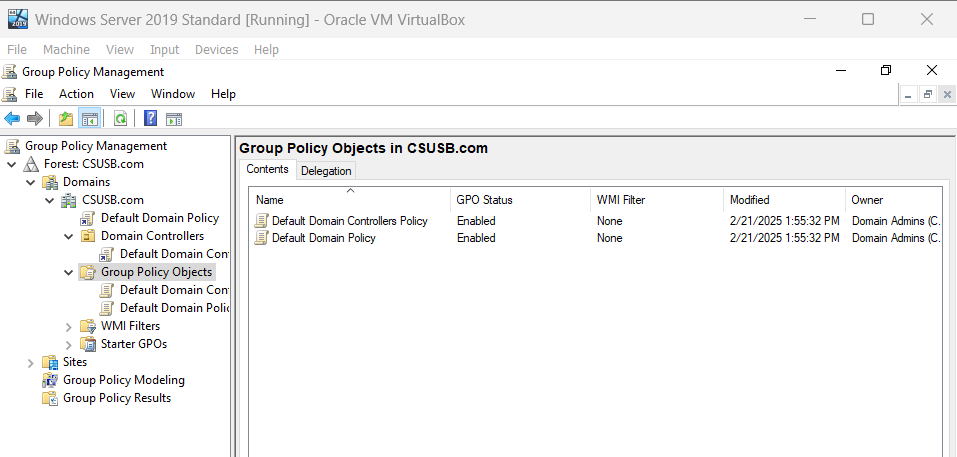 Windows Server 2019 Standard [Running] - Oracle VM VirtualBox
File Machine View Input Devices Help
Group Policy Management
File Action View Window Help
Group Policy Management
Forest: CSUSB.com
Domains
CSUSB.com
Default Domain Policy
Domain Controllers
Default Domain Con
Group Policy Objects
Default Domain Con
Default Domain Polic
WMI Filters
Starter GPOs
Sites
Group Policy Modeling
Group Policy Results
Group Policy Objects in CSUSB.com
Contents Delegation
Name GPO Status WMI Filter Modified Owner
Default Domain Controllers Policy Enabled None 2/21/2025 1:55:32 PM Domain Admins (C.
Default Domain Policy Enabled None 2/21/2025 1:55:32 PM Domain Admins (C.